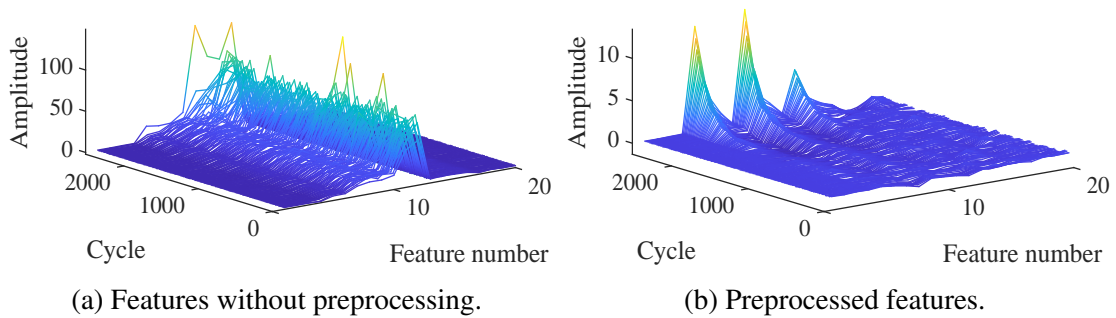 Amplitude
100
50
0
2000
1000
0
Cycle
10
20
Feature number
(a) Features without preprocessing.
Amplitude
10
5
0
2000
1000
0
Cycle
10
20
Feature number
(b) Preprocessed features.